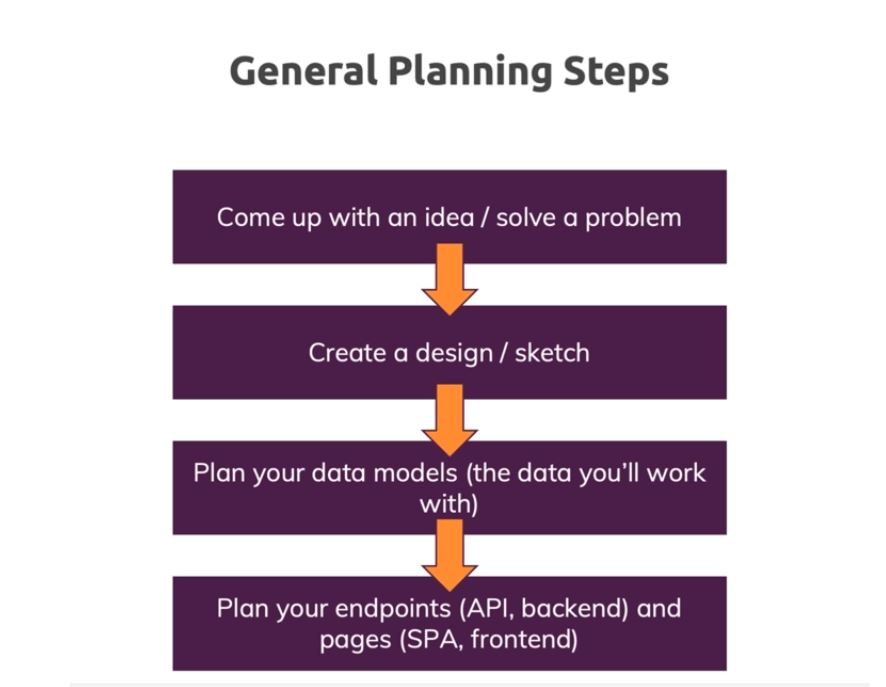 General Planning Steps
Come up with an idea / solve a problem
Create a design / sketch
Plan your data models (the data you’ll work
with)
Plan your endpoints (API, backend) and
pages (SPA, frontend)